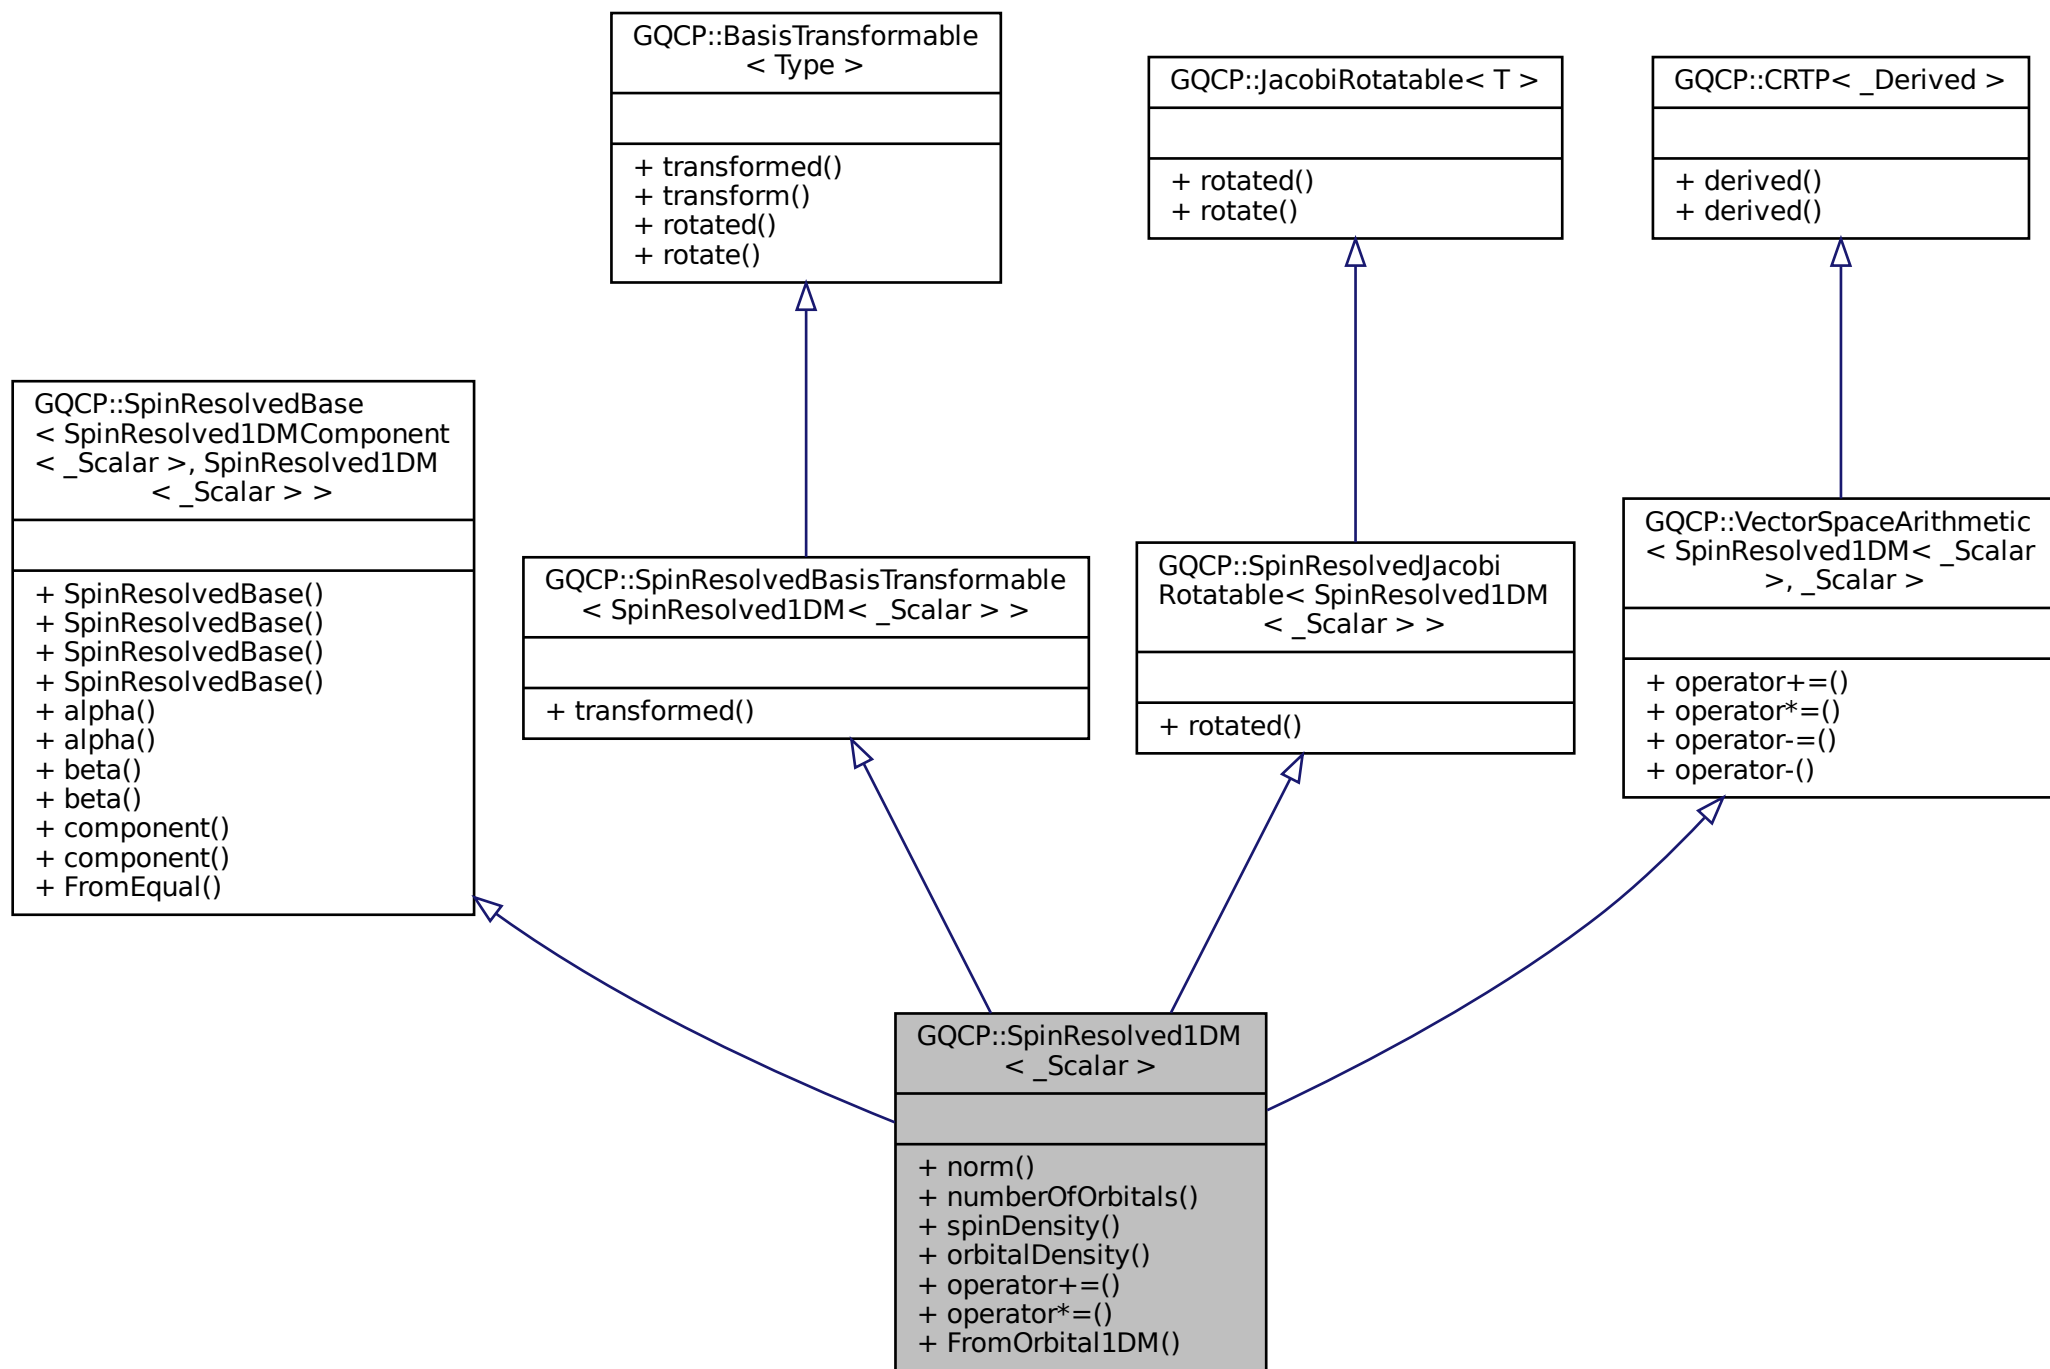 GQCP::BasisTransformable
< Type >
+ transformed()
+ transform()
+ rotated()
+ rotate()
GQCP::JacobiRotatable< T >
+ rotated()
+ rotate()
GQCP::CRTP< _Derived >
+ derived()
+ derived()
GQCP::SpinResolvedBase
< SpinResolved1DMComponent
< _Scalar >, SpinResolved1DM
< _Scalar > >
+ SpinResolvedBase()
+ SpinResolvedBase()
+ SpinResolvedBase()
+ SpinResolvedBase()
+ alpha()
+ alpha()
+ beta()
+ beta()
+ component()
+ component()
+ FromEqual()
GQCP::SpinResolvedBasisTransformable
< SpinResolved1DM< _Scalar > >
+ transformed()
GQCP::SpinResolvedJacobi
Rotatable< SpinResolved1DM
< _Scalar > >
+ rotated()
GQCP::VectorSpaceArithmetic
< SpinResolved1DM< _Scalar
>, _Scalar >
+ operator+=()
+ operator*=()
+ operator-=()
+ operator-()
GQCP::SpinResolved1DM
< _Scalar >
+ norm()
+ numberOfOrbitals()
+ spinDensity()
+ orbitalDensity()
+ operator+=()
+ operator*=()
+ FromOrbital1DM()